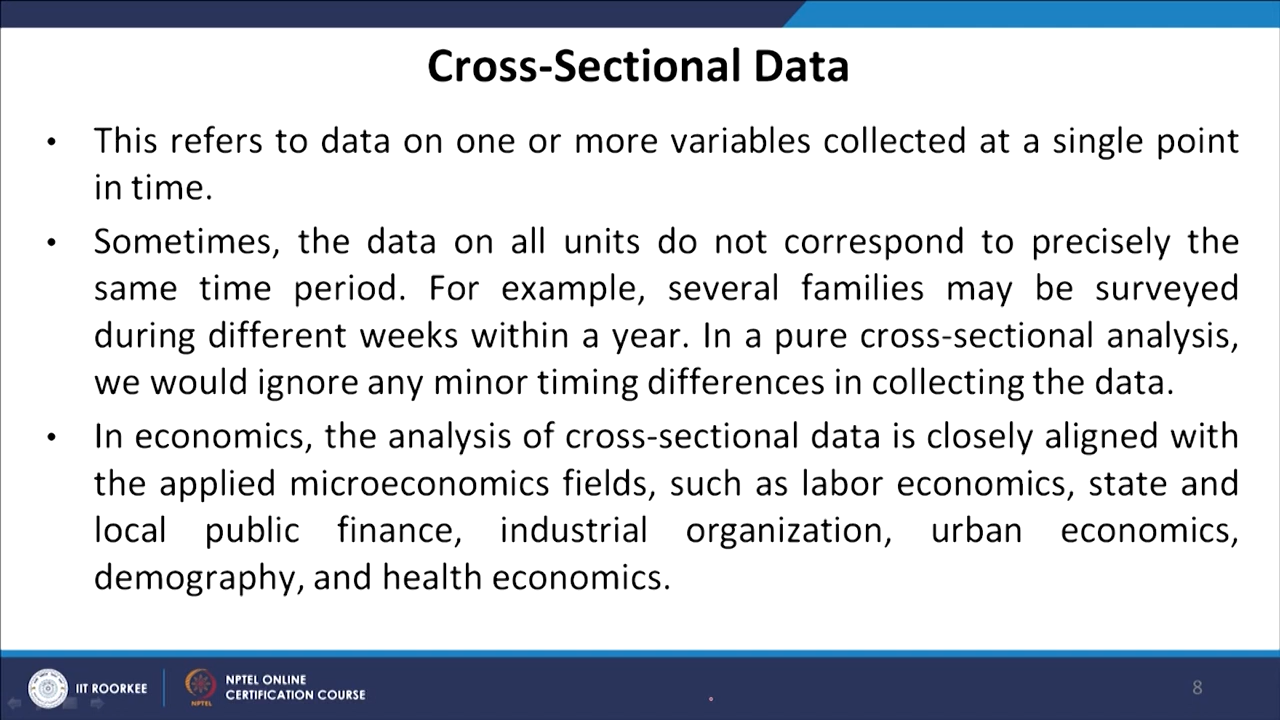 Cross-Sectional Data
• This refers to data on one or more variables collected at a single point
in time.
• Sometimes, the data on all units do not correspond to precisely the
same time period. For example, several families may be surveyed
during different weeks within a year. In a pure cross-sectional analysis,
we would ignore any minor timing differences in collecting the data.
• In economics, the analysis of cross-sectional data is closely aligned with
the applied microeconomics fields, such as labor economics, state and
local public finance, industrial organization, urban economics,
demography, and health economics.
IIT ROORKEE
NPTEL
NPTEL ONLINE
CERTIFICATION COURSE
8